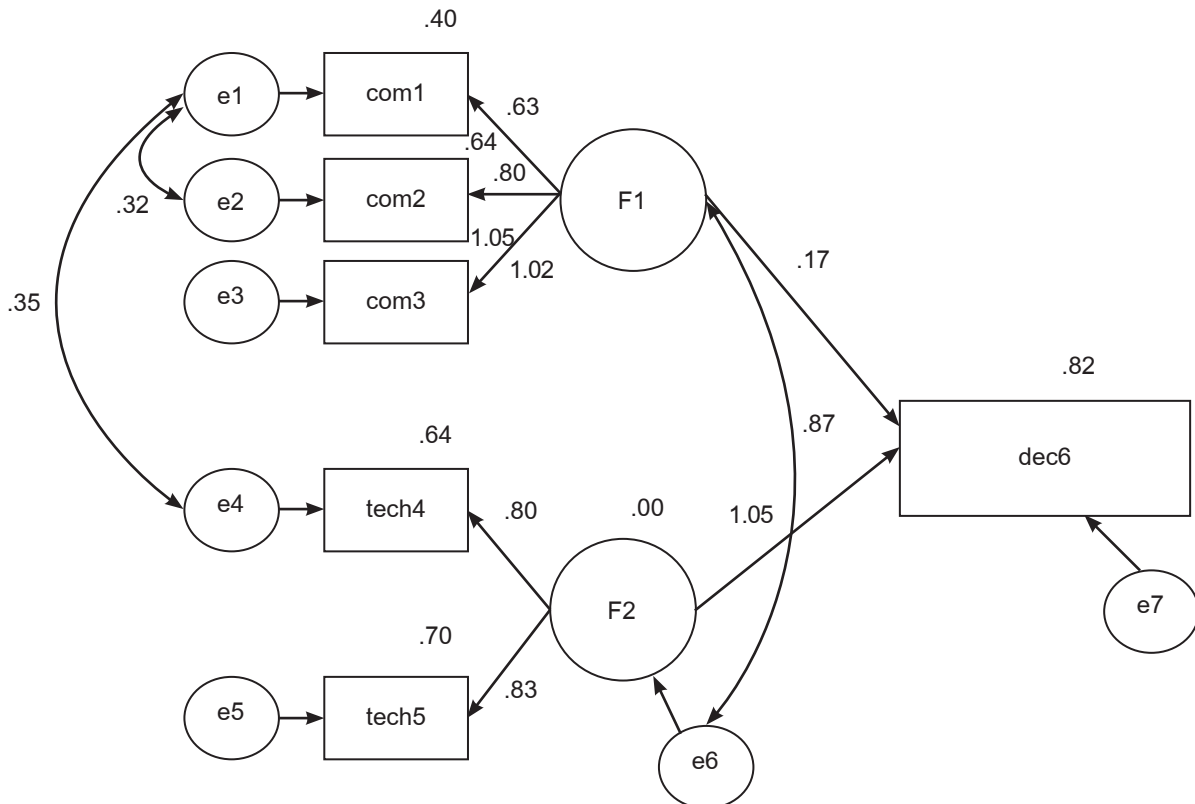 .40
e1
com1
.63
.64
.80
e2
com2
F1
.32
1.05
1.02
e3
com3
.17
.35
.82
.87
.64
dec6
e4
tech4
.80
.00
1.05
F2
e7
.70
.83
e5
tech5
e6